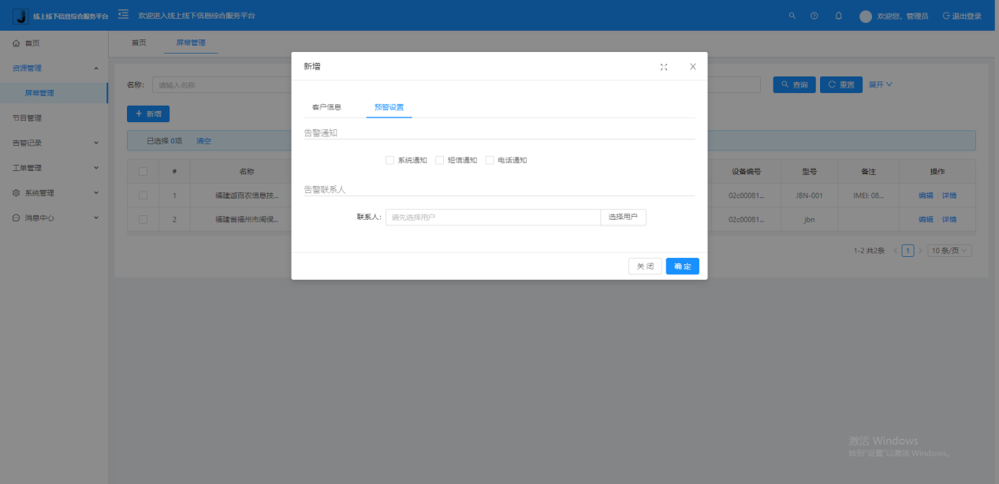 线上线下信息综合服务平台 欢迎进入线上线下信息综合服务平台 欢迎您，管理员 退出登录
首页 首页 屏幕管理
资源管理
屏幕管理
节目管理
告警记录
工单管理
系统管理
消息中心
名称: 请输入名称 查询 重置 展开
+ 新增
已选择 0项 清空
# 名称 设备编号 型号 备注 操作
1 福建迦百农信息技... 02c00081... JBN-001 IMEI: 08... 编辑 详情
2 福建省福州市闽侯... 02c00081... jbn 编辑 详情
1-2 共2条 < 1 > 10 条/页
新增
客户信息 预警设置
告警通知
系统通知 短信通知 电话通知
告警联系人
联系人: 请先选择用户 选择用户
关 闭 确 定
激活 Windows
转到"设置"以激活 Windows。